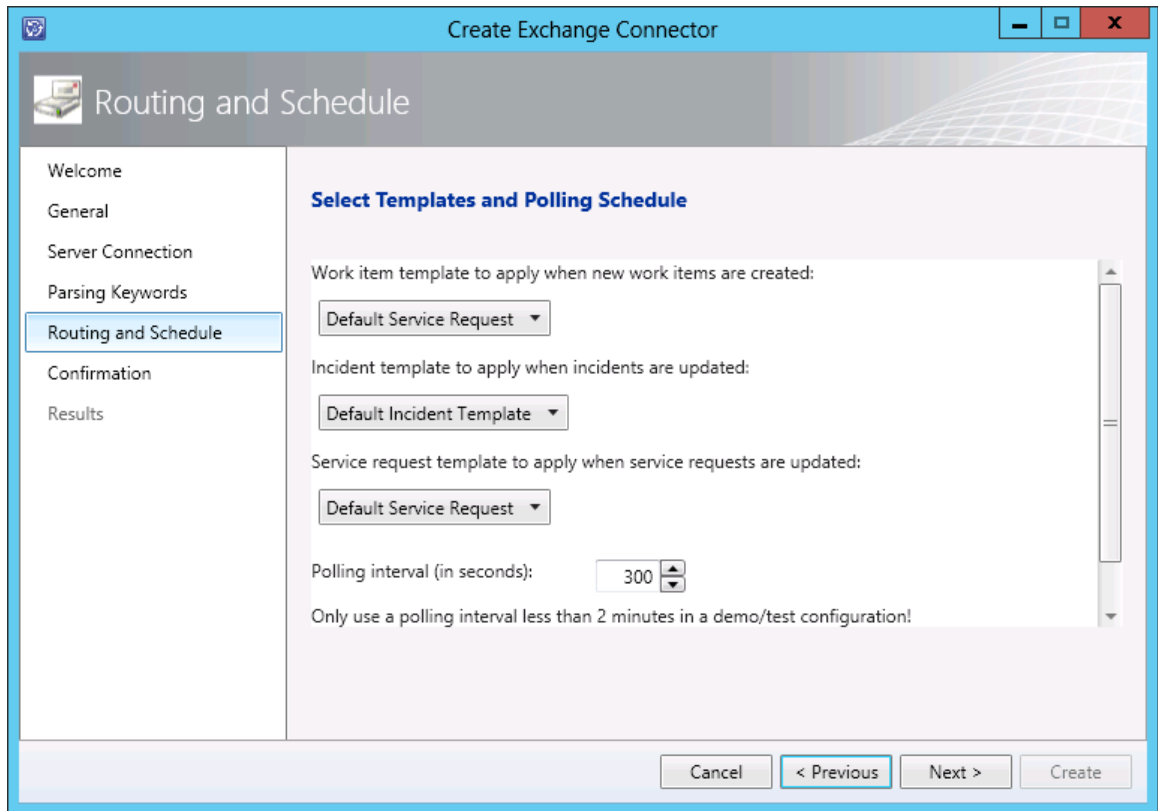 Create Exchange Connector
Routing and Schedule
Welcome
General
Server Connection
Parsing Keywords
Routing and Schedule
Confirmation
Results
Select Templates and Polling Schedule
Work item template to apply when new work items are created:
Default Service Request
Incident template to apply when incidents are updated:
Default Incident Template
Service request template to apply when service requests are updated:
Default Service Request
Polling interval (in seconds): 300
Only use a polling interval less than 2 minutes in a demo/test configuration!
Cancel < Previous Next > Create